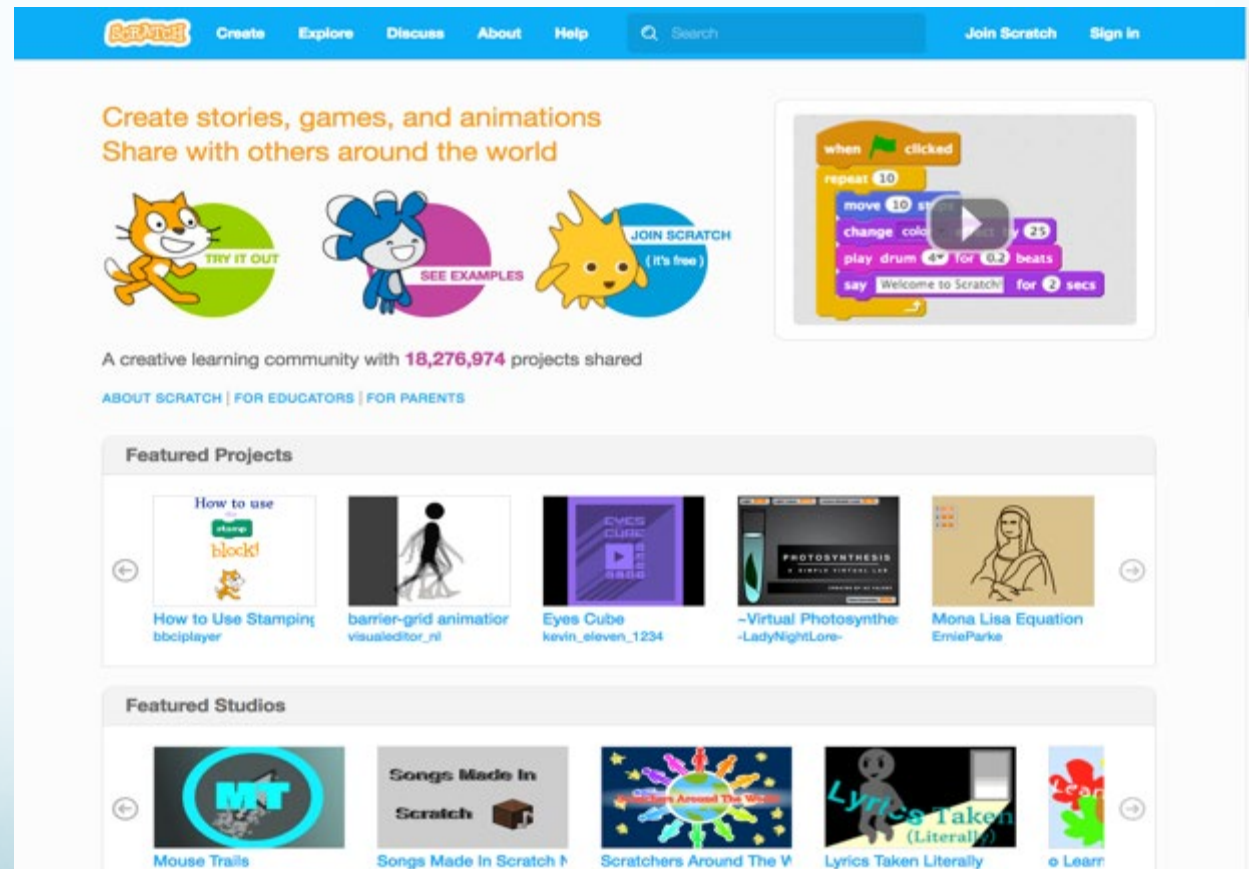 SCRATCH Create Explore Discuss About Help Search Join Scratch Sign in
Create stories, games, and animations
Share with others around the world
TRY IT OUT
SEE EXAMPLES
JOIN SCRATCH
( it's free )
when clicked
repeat 10
move 10
change by 25
play drum 4 for 0.2 beats
say Welcome to Scratch! for 2 secs
A creative learning community with 18,276,974 projects shared
ABOUT SCRATCH | FOR EDUCATORS | FOR PARENTS
Featured Projects
How to use
the
stamp
block!
EYES
CUBE
PHOTOSYNTHESIS
A SIMPLE VIRTUAL LAB
How to Use Stamping
bbciplayer
barrier-grid animation
visualeditor_nl
Eyes Cube
kevin_eleven_1234
~Virtual Photosynthe
-LadyNightLore-
Mona Lisa Equation
ErnieParke
Featured Studios
MT
Songs Made In
Scratch
Scratchers Around The World
Lyrics Taken
(Literally)
Learn
Mouse Trails
Songs Made In Scratch
Scratchers Around The W
Lyrics Taken Literally
o Learn